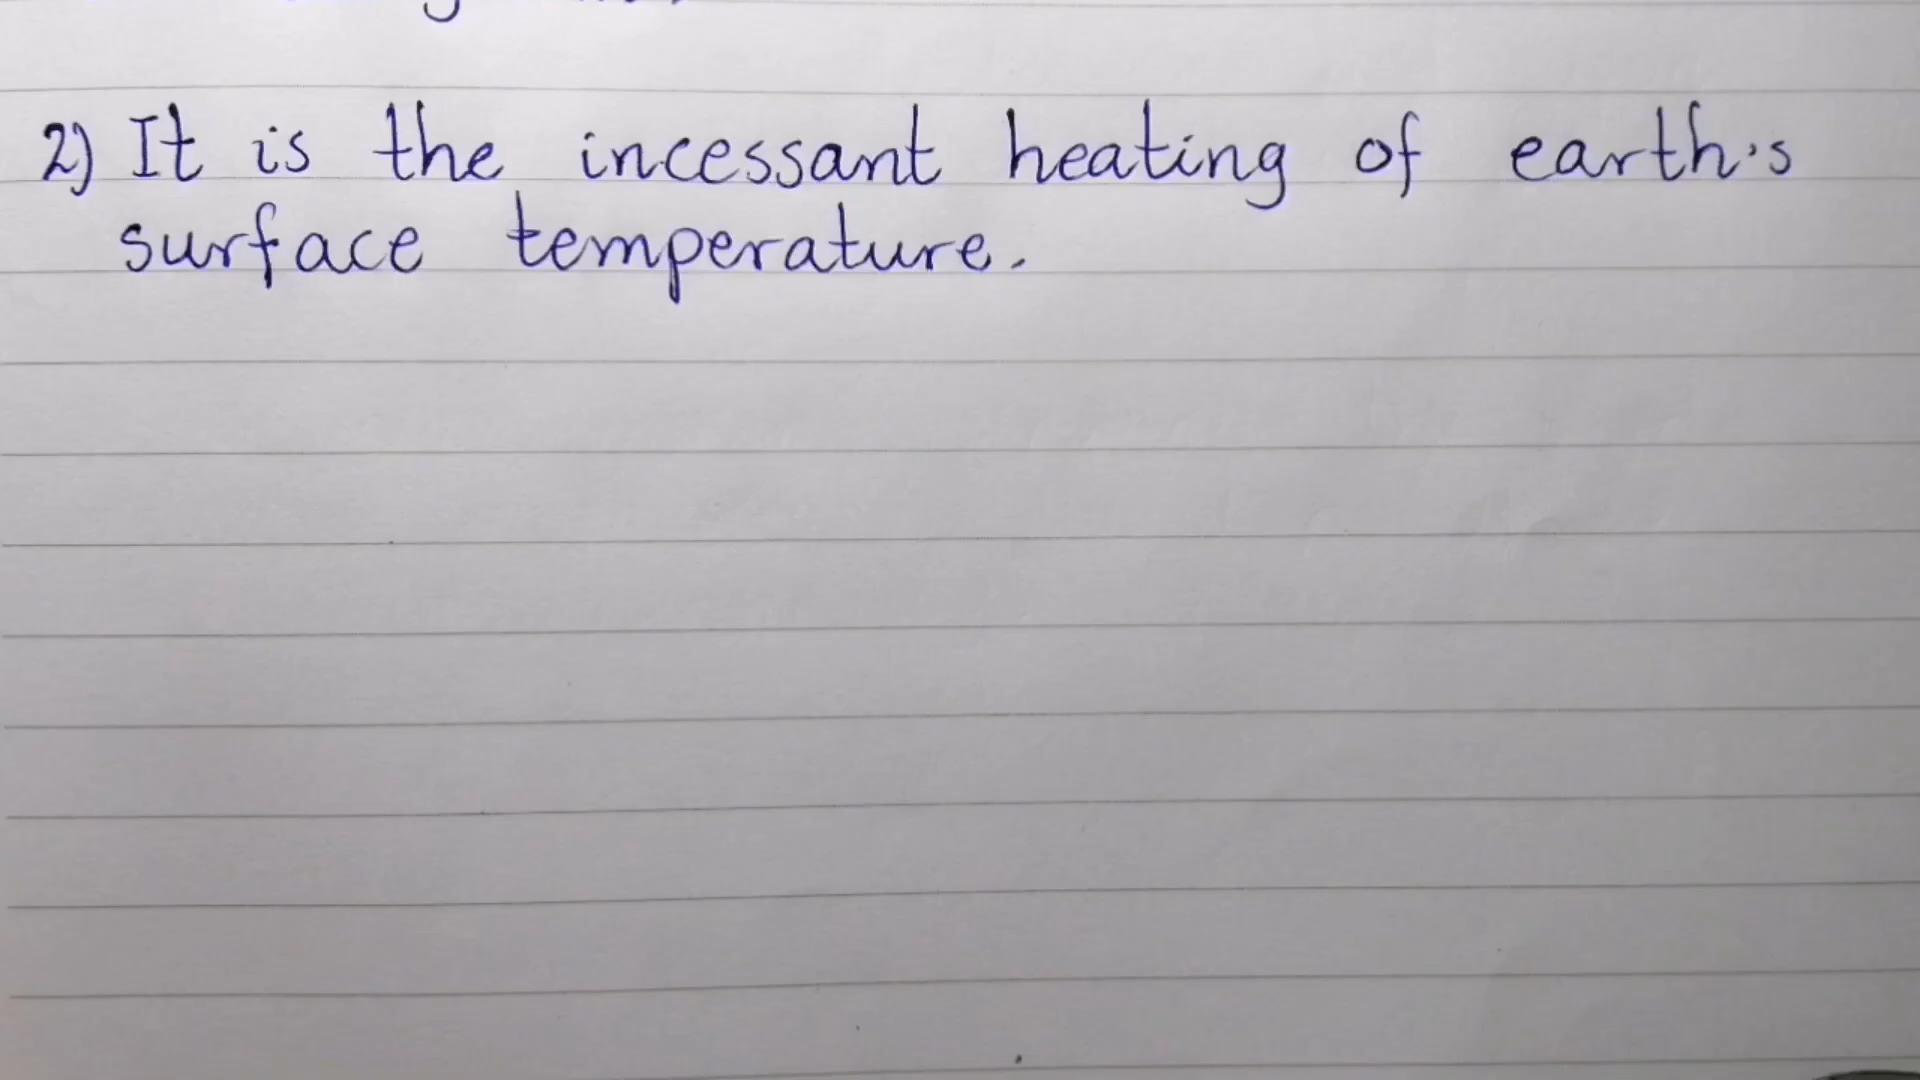 2) It is the incessant heating of earth's
surface temperature.